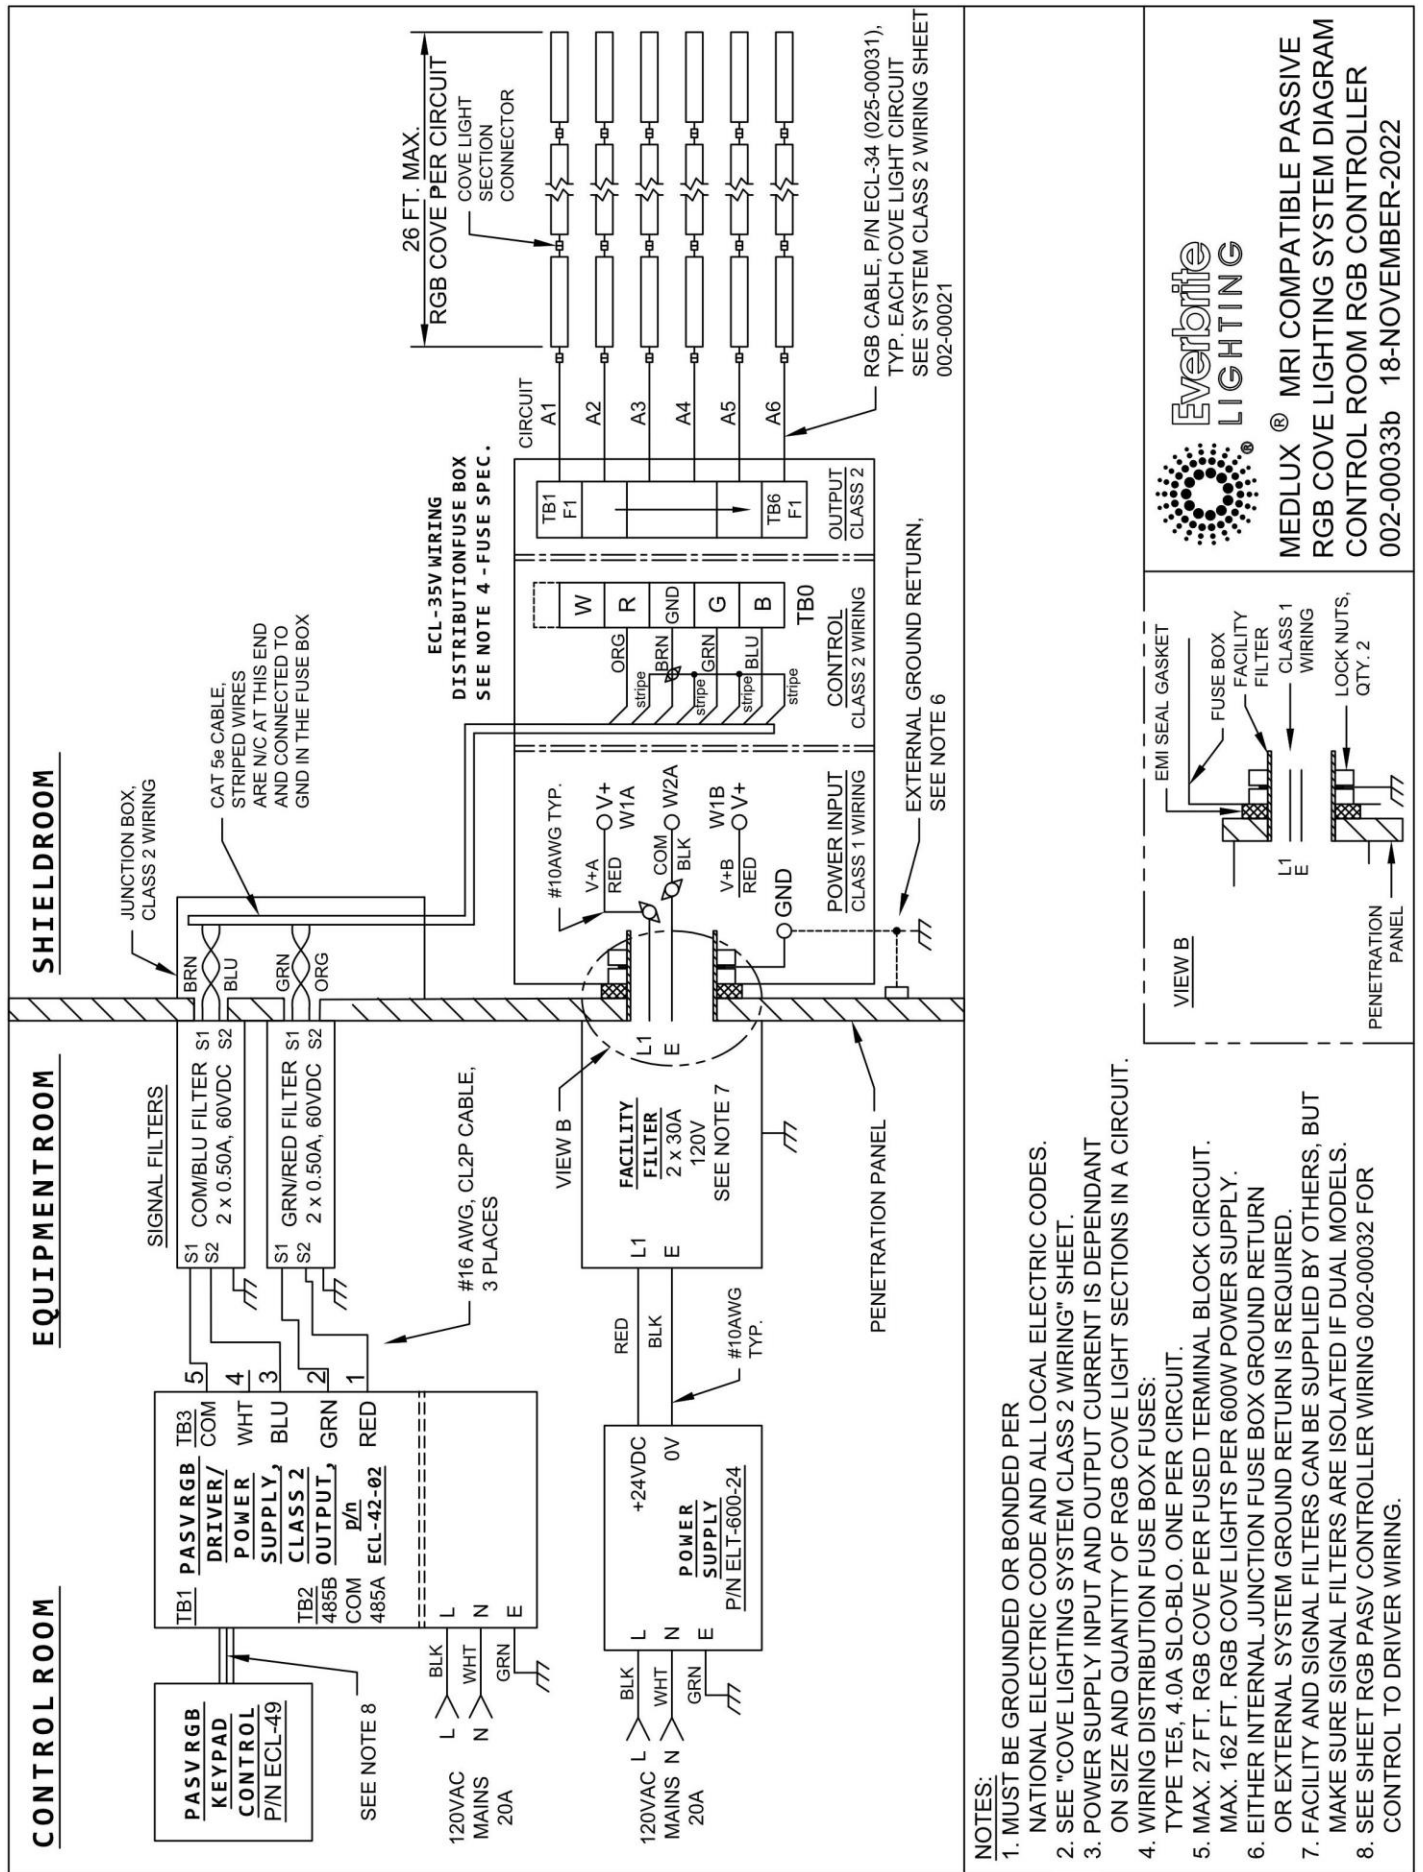 CONTROL ROOM
EQUIPMENT ROOM
SHIELDROOM
PASV RGB
KEYPAD
CONTROL
P/N ECL-49
SEE NOTE 8
120VAC
MAINS
20A
L
N
BLK
WHT
GRN
L
N
E
TB1
PASV RGB
DRIVER/
POWER
SUPPLY,
CLASS 2
OUTPUT,
p/n
ECL-42-02
TB2
485B
COM
485A
TB3
COM
WHT
BLU
GRN
RED
5
4
3
2
1
SIGNAL FILTERS
S1
S2
COM/BLU FILTER
2 x 0.50A, 60VDC
S1
S2
S1
S2
GRN/RED FILTER
2 x 0.50A, 60VDC
S1
S2
#16 AWG, CL2P CABLE,
3 PLACES
BRN
BLU
GRN
ORG
JUNCTION BOX,
CLASS 2 WIRING
CAT 5e CABLE,
STRIPED WIRES
ARE N/C AT THIS END
AND CONNECTED TO
GND IN THE FUSE BOX
120VAC
MAINS
20A
L
N
BLK
WHT
GRN
L
N
E
POWER
SUPPLY
P/N ELT-600-24
+24VDC
0V
RED
BLK
#10AWG
TYP.
VIEW B
L1
E
FACILITY
FILTER
2 x 30A
120V
SEE NOTE 7
L1
E
PENETRATION PANEL
#10AWG TYP.
V+A
RED
V+
W1A
COM
BLK
W2A
V+B
RED
W1B
V+
GND
POWER INPUT
CLASS 1 WIRING
EXTERNAL GROUND RETURN,
SEE NOTE 6
ECL-35V WIRING
DISTRIBUTIONFUSE BOX
SEE NOTE 4 -FUSE SPEC.
ORG
stripe
BRN
stripe
GRN
stripe
BLU
stripe
W
R
GND
G
B
TB0
CONTROL
CLASS 2 WIRING
TB1
F1
TB6
F1
OUTPUT
CLASS 2
CIRCUIT
A1
A2
A3
A4
A5
A6
26 FT. MAX.
RGB COVE PER CIRCUIT
COVE LIGHT
SECTION
CONNECTOR
RGB CABLE, P/N ECL-34 (025-00031),
TYP. EACH COVE LIGHT CIRCUIT
SEE SYSTEM CLASS 2 WIRING SHEET
002-00021
NOTES:
1. MUST BE GROUNDED OR BONDED PER
NATIONAL ELECTRIC CODE AND ALL LOCAL ELECTRIC CODES.
2. SEE "COVE LIGHTING SYSTEM CLASS 2 WIRING" SHEET.
3. POWER SUPPLY INPUT AND OUTPUT CURRENT IS DEPENDANT
ON SIZE AND QUANTITY OF RGB COVE LIGHT SECTIONS IN A CIRCUIT.
4. WIRING DISTRIBUTION FUSE BOX FUSES:
TYPE TE5, 4.0A SLO-BLO. ONE PER CIRCUIT.
5. MAX. 27 FT. RGB COVE PER FUSED TERMINAL BLOCK CIRCUIT.
MAX. 162 FT. RGB COVE LIGHTS PER 600W POWER SUPPLY.
6. EITHER INTERNAL JUNCTION FUSE BOX GROUND RETURN
OR EXTERNAL SYSTEM GROUND RETURN IS REQUIRED.
7. FACILITY AND SIGNAL FILTERS CAN BE SUPPLIED BY OTHERS, BUT
MAKE SURE SIGNAL FILTERS ARE ISOLATED IF DUAL MODELS.
8. SEE SHEET RGB PASV CONTROLLER WIRING 002-00032 FOR
CONTROL TO DRIVER WIRING.
VIEW B
EMI SEAL GASKET
FUSE BOX
FACILITY
FILTER
CLASS 1
WIRING
LOCK NUTS,
QTY. 2
L1
E
PENETRATION
PANEL
Everbrite
LIGHTING
®
MEDLUX ® MRI COMPATIBLE PASSIVE
RGB COVE LIGHTING SYSTEM DIAGRAM
CONTROL ROOM RGB CONTROLLER
002-00033b 18-NOVEMBER-2022